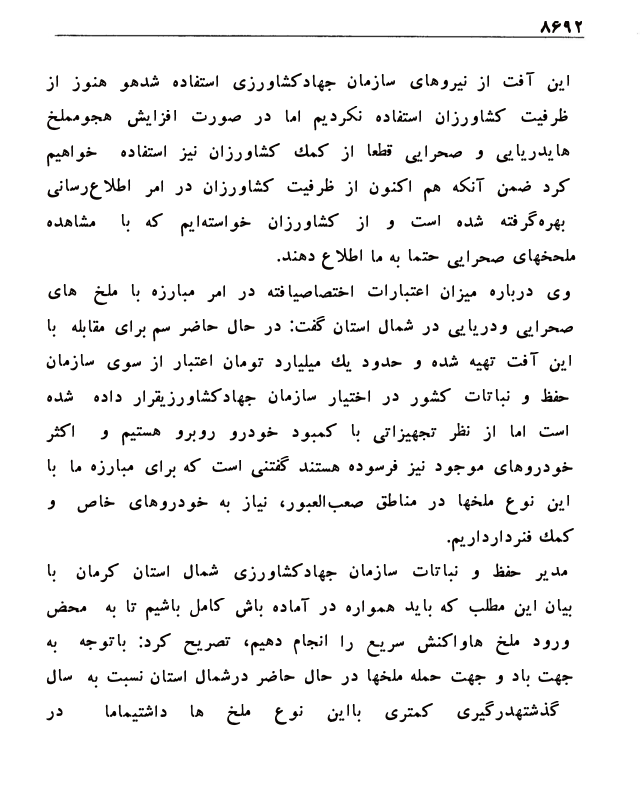 ۸۶۹۲
این آفت از نیروهای سازمان جهادکشاورزی استفاده شدهو هنوز از
ظرفیت کشاورزان استفاده نکردیم اما در صورت افزایش هجومملخ
هایدریایی و صحرایی قطعا از کمك کشاورزان نیز استفاده خواهیم
کرد ضمن آنکه هم اکنون از ظرفیت کشاورزان در امر اطلاع‌رسانی
بهره‌گرفته شده است و از کشاورزان خواسته‌ایم که با مشاهده
ملحخهای صحرایی حتما به ما اطلاع دهند.
وی درباره میزان اعتبارات اختصاصیافته در امر مبارزه با ملخ های
صحرایی ودریایی در شمال استان گفت: در حال حاضر سم برای مقابله با
این آفت تهیه شده و حدود یك میلیارد تومان اعتبار از سوی سازمان
حفظ و نباتات کشور در اختیار سازمان جهادکشاورزیقرار داده شده
است اما از نظر تجهیزاتی با کمبود خودرو روبرو هستیم و اکثر
خودروهای موجود نیز فرسوده هستند گفتنی است که برای مبارزه ما با
این نوع ملخها در مناطق صعب‌العبور، نیاز به خودروهای خاص و
کمك فنردارداریم.
مدیر حفظ و نباتات سازمان جهادکشاورزی شمال استان کرمان با
بیان این مطلب که باید همواره در آماده باش کامل باشیم تا به محض
ورود ملخ هاواکنش سریع را انجام دهیم، تصریح کرد: باتوجه به
جهت باد و جهت حمله ملخها در حال حاضر درشمال استان نسبت به سال
گذشتهدرگیری کمتری بااین نوع ملخ ها داشتیماما در